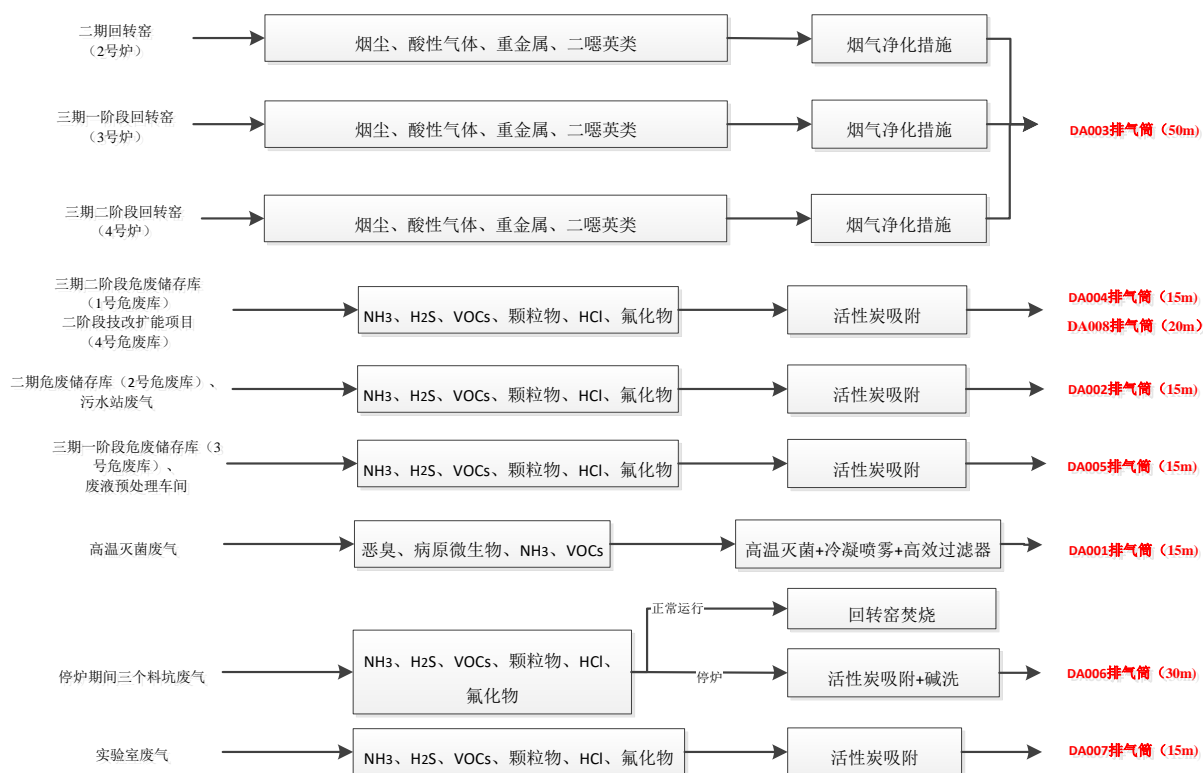 二期回转窑
（2号炉）
烟尘、酸性气体、重金属、二噁英类
烟气净化措施
三期一阶段回转窑
（3号炉）
烟尘、酸性气体、重金属、二噁英类
烟气净化措施
DA003排气筒（50m)
三期二阶段回转窑
（4号炉）
烟尘、酸性气体、重金属、二噁英类
烟气净化措施
三期二阶段危废储存库
（1号危废库）
二阶段技改扩能项目
（4号危废库）
NH3、H2S、VOCs、颗粒物、HCl、氟化物
活性炭吸附
DA004排气筒（15m)
DA008排气筒（20m）
二期危废储存库（2号危废库）、
污水站废气
NH3、H2S、VOCs、颗粒物、HCl、氟化物
活性炭吸附
DA002排气筒（15m)
三期一阶段危废储存库（3
号危废库）、
废液预处理车间
NH3、H2S、VOCs、颗粒物、HCl、氟化物
活性炭吸附
DA005排气筒（15m)
高温灭菌废气
恶臭、病原微生物、NH3、VOCs
高温灭菌+冷凝喷雾+高效过滤器
DA001排气筒（15m)
停炉期间三个料坑废气
NH3、H2S、VOCs、颗粒物、HCl、
氟化物
正常运行
回转窑焚烧
停炉
活性炭吸附+碱洗
DA006排气筒（30m)
实验室废气
NH3、H2S、VOCs、颗粒物、HCl、氟化物
活性炭吸附
DA007排气筒（15m)